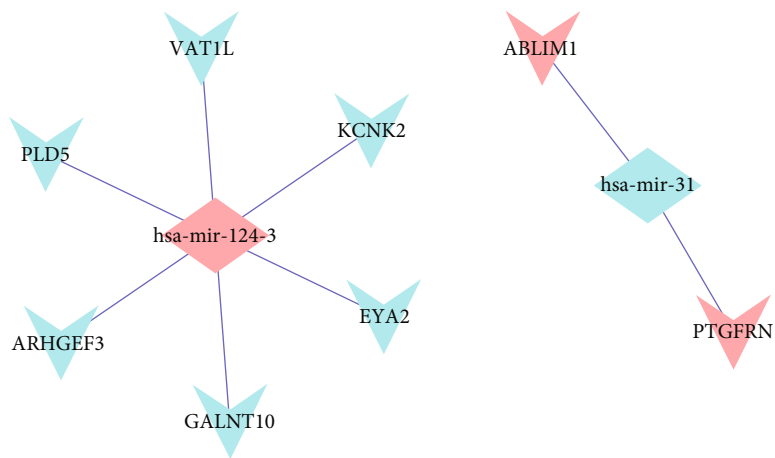 VAT1L
ABLIM1
KCNK2
PLD5
hsa-mir-31
hsa-mir-124-3
EYA2
PTGFRN
ARHGEF3
GALNT10